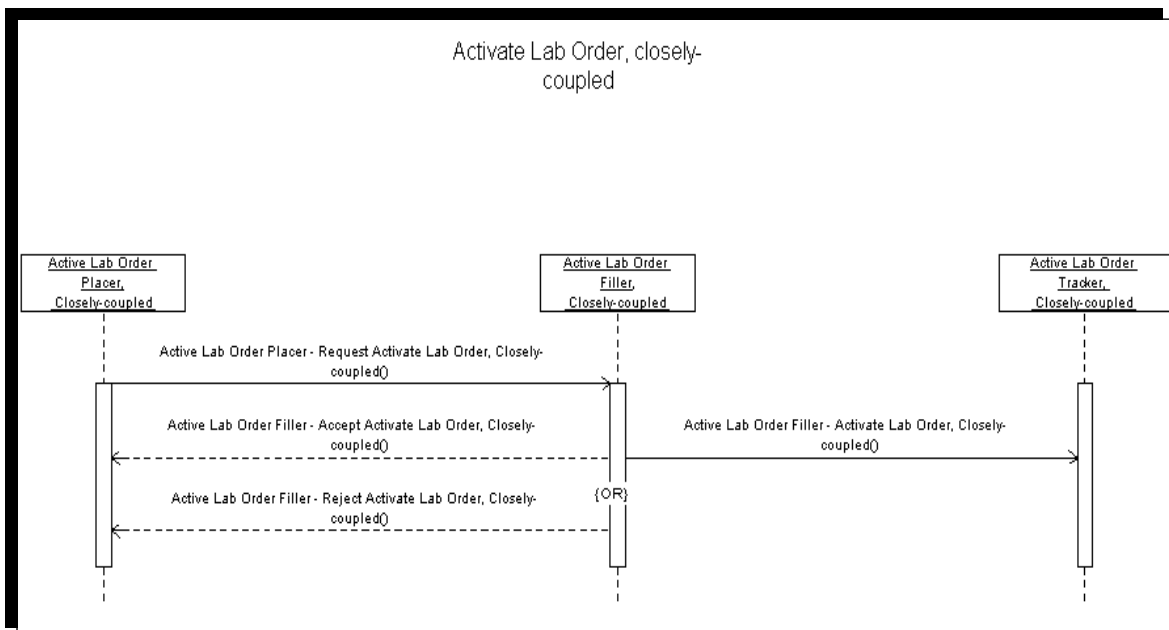 Activate Lab Order, closely-
coupled
Active Lab Order
Placer,
Closely-coupled
Active Lab Order
Filler,
Closely-coupled
Active Lab Order
Tracker,
Closely-coupled
Active Lab Order Placer - Request Activate Lab Order, Closely-
coupled()
Active Lab Order Filler - Accept Activate Lab Order, Closely-
coupled()
Active Lab Order Filler - Activate Lab Order, Closely-
coupled()
Active Lab Order Filler - Reject Activate Lab Order, Closely-
coupled()
{OR}